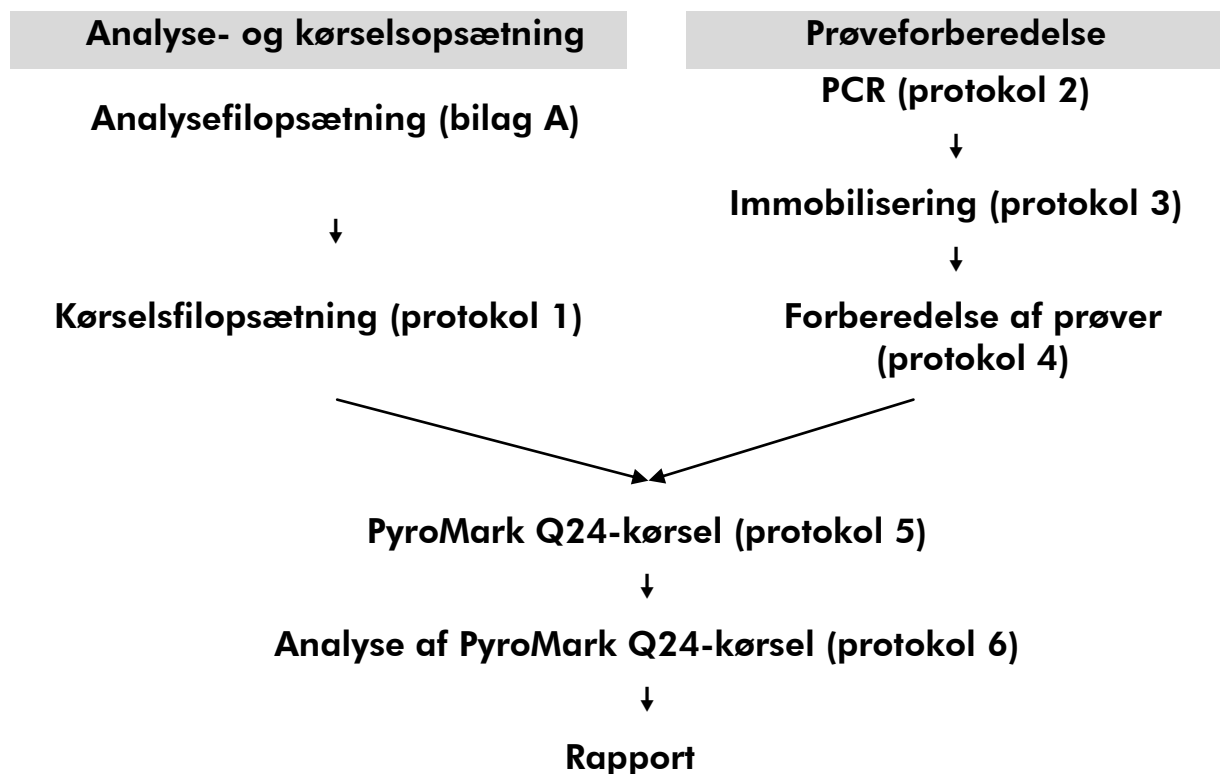 Analyse- og kørselsopsætning
Analysefilopsætning (bilag A)
Kørselsfilopsætning (protokol 1)
Prøveforberedelse
PCR (protokol 2)
Immobilisering (protokol 3)
Forberedelse af prøver
(protokol 4)
PyroMark Q24-kørsel (protokol 5)
Analyse af PyroMark Q24-kørsel (protokol 6)
Rapport